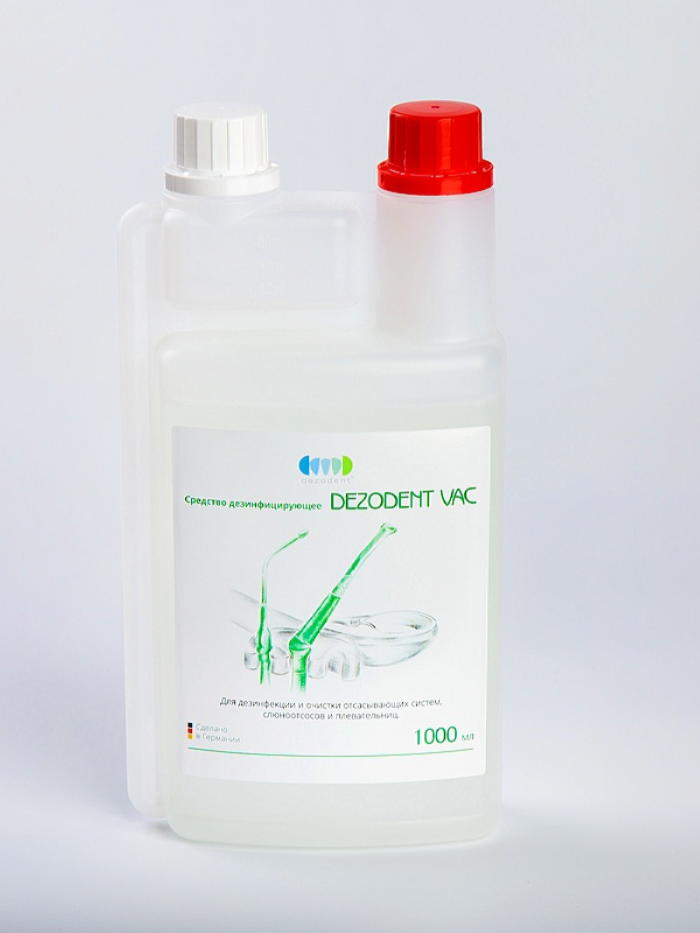 dezodent
Средство дезинфицирующее DEZODENT VAC
Для дезинфекции и очистки отсасывающих систем,
слюноотсосов и плевательниц.
Сделано
в Германии
1000 мл